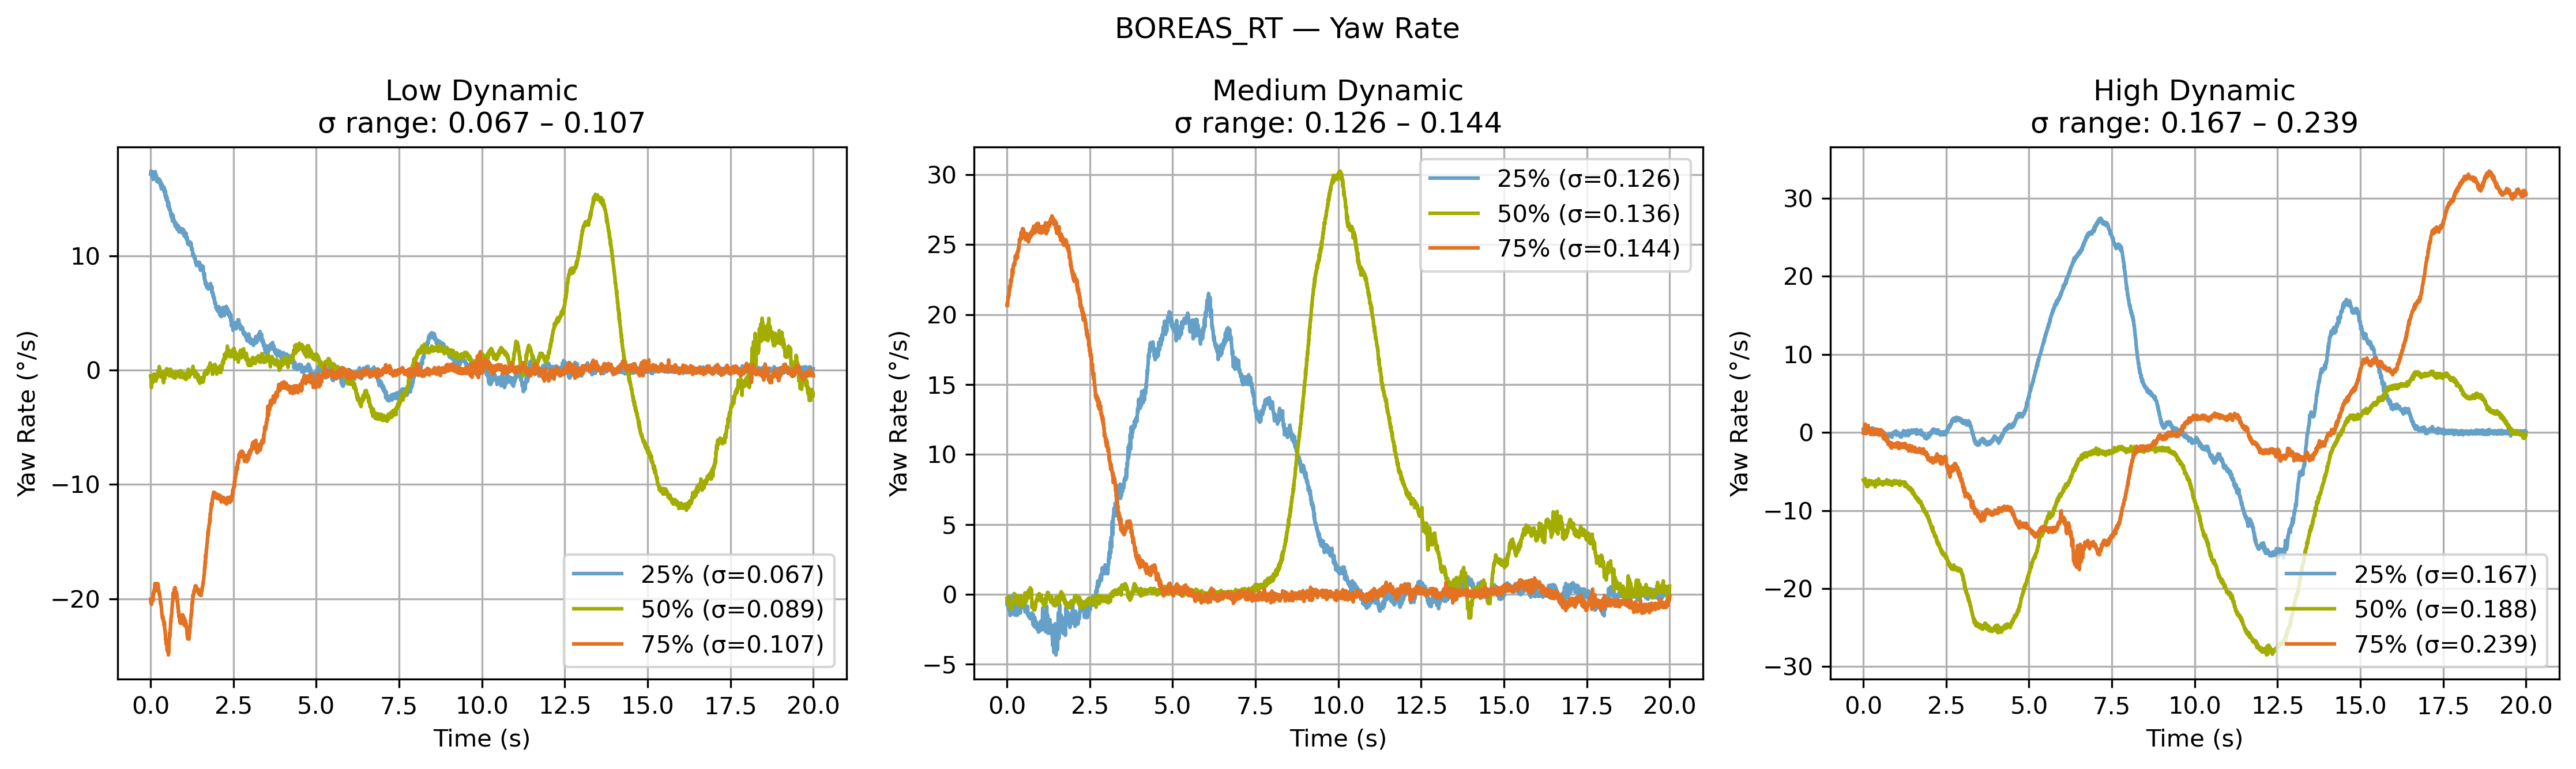 BOREAS_RT — Yaw Rate
Low Dynamic
σ range: 0.067 – 0.107
Yaw Rate (°/s)
10
0
−10
−20
25% (σ=0.067)
50% (σ=0.089)
75% (σ=0.107)
0.0 2.5 5.0 7.5 10.0 12.5 15.0 17.5 20.0
Time (s)
Medium Dynamic
σ range: 0.126 – 0.144
Yaw Rate (°/s)
30
25
20
15
10
5
0
−5
25% (σ=0.126)
50% (σ=0.136)
75% (σ=0.144)
0.0 2.5 5.0 7.5 10.0 12.5 15.0 17.5 20.0
Time (s)
High Dynamic
σ range: 0.167 – 0.239
Yaw Rate (°/s)
30
20
10
0
−10
−20
−30
25% (σ=0.167)
50% (σ=0.188)
75% (σ=0.239)
0.0 2.5 5.0 7.5 10.0 12.5 15.0 17.5 20.0
Time (s)